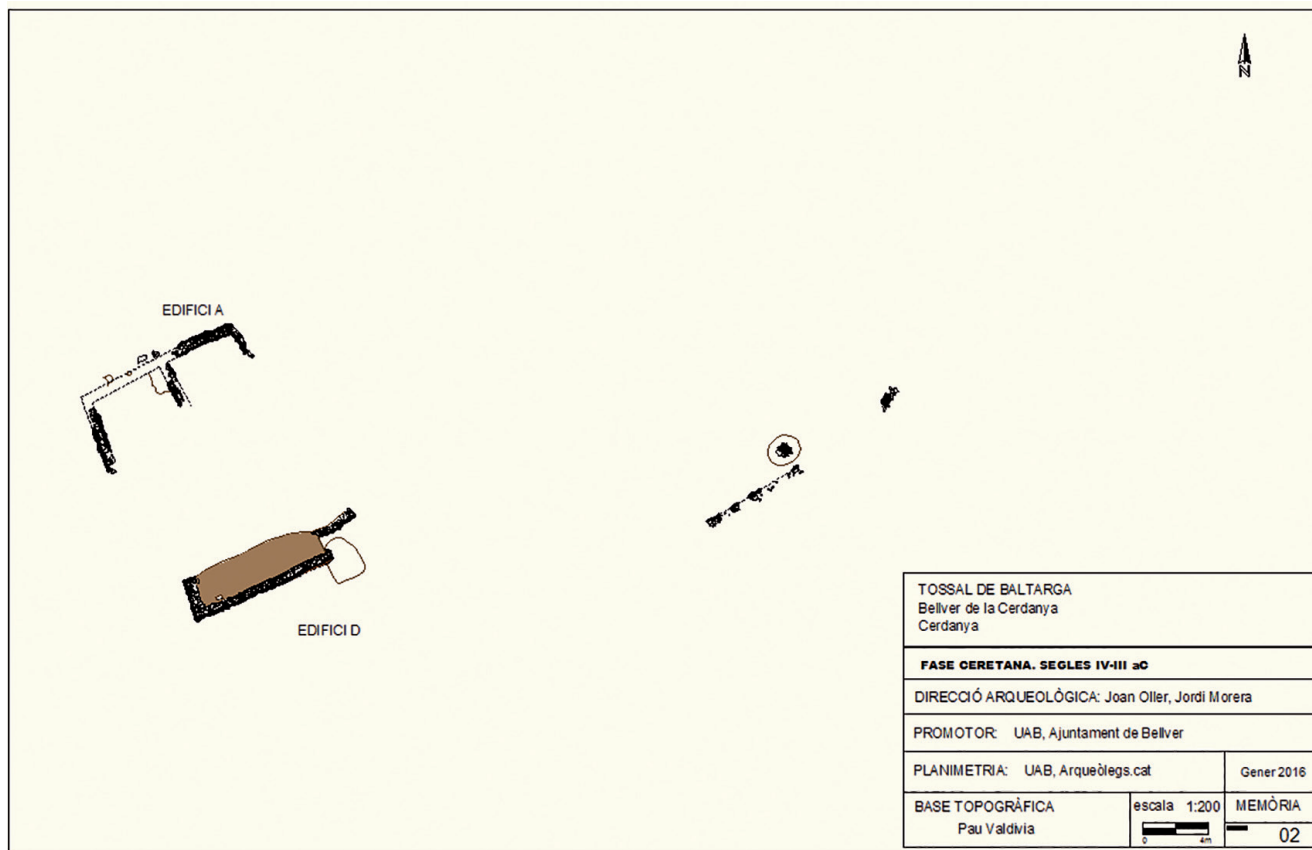 N
EDIFICI A
EDIFICI D
TOSSAL DE BALTARGA
Bellver de la Cerdanya
Cerdanya
FASE CERETANA. SEGLES IV-III aC
DIRECCIÓ ARQUEOLÒGICA: Joan Oller, Jordi Morera
PROMOTOR: UAB, Ajuntament de Bellver
PLANIMETRIA: UAB, Arqueòlegs.cat
Gener 2016
BASE TOPOGRÀFICA
Pau Valdivia
escala 1:200
0 4m
MEMÒRIA
02